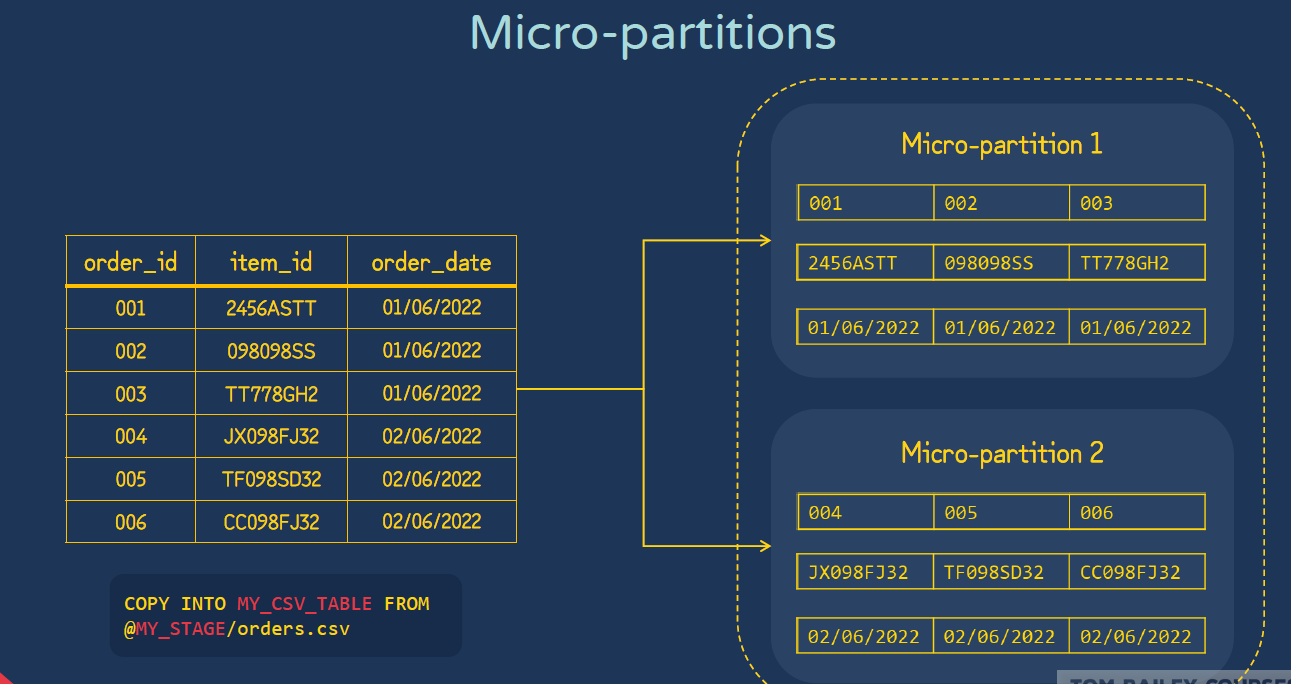 Micro-partitions
order_id item_id order_date
001 2456ASTT 01/06/2022
002 098098SS 01/06/2022
003 TT778GH2 01/06/2022
004 JX098FJ32 02/06/2022
005 TF098SD32 02/06/2022
006 CC098FJ32 02/06/2022
COPY INTO MY_CSV_TABLE FROM
@MY_STAGE/orders.csv
Micro-partition 1
001 002 003
2456ASTT 098098SS TT778GH2
01/06/2022 01/06/2022 01/06/2022
Micro-partition 2
004 005 006
JX098FJ32 TF098SD32 CC098FJ32
02/06/2022 02/06/2022 02/06/2022
TOM BAILEY COURSES